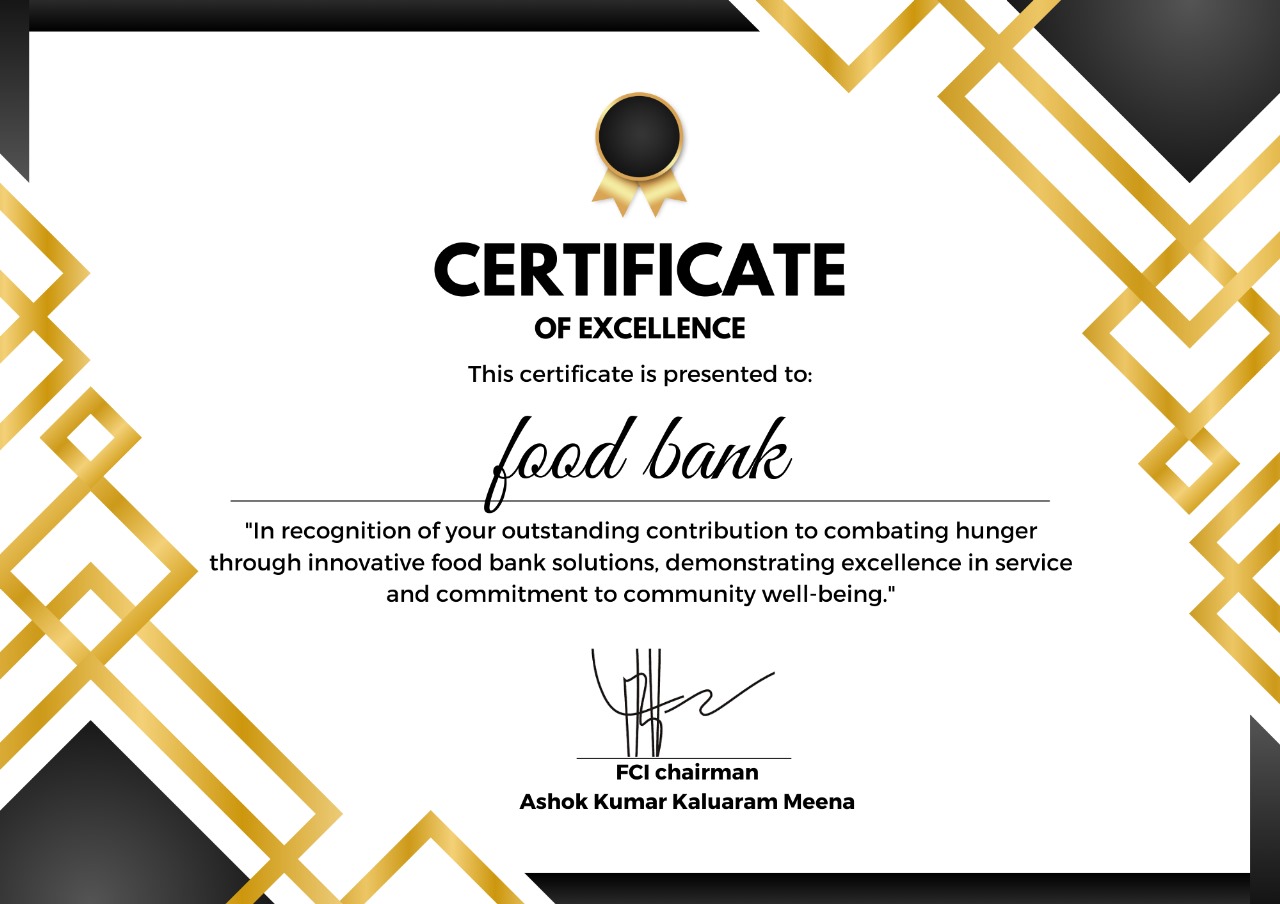 CERTIFICATE
OF EXCELLENCE
This certificate is presented to:
food bank
"In recognition of your outstanding contribution to combating hunger
through innovative food bank solutions, demonstrating excellence in service
and commitment to community well-being."
FCI chairman
Ashok Kumar Kaluaram Meena